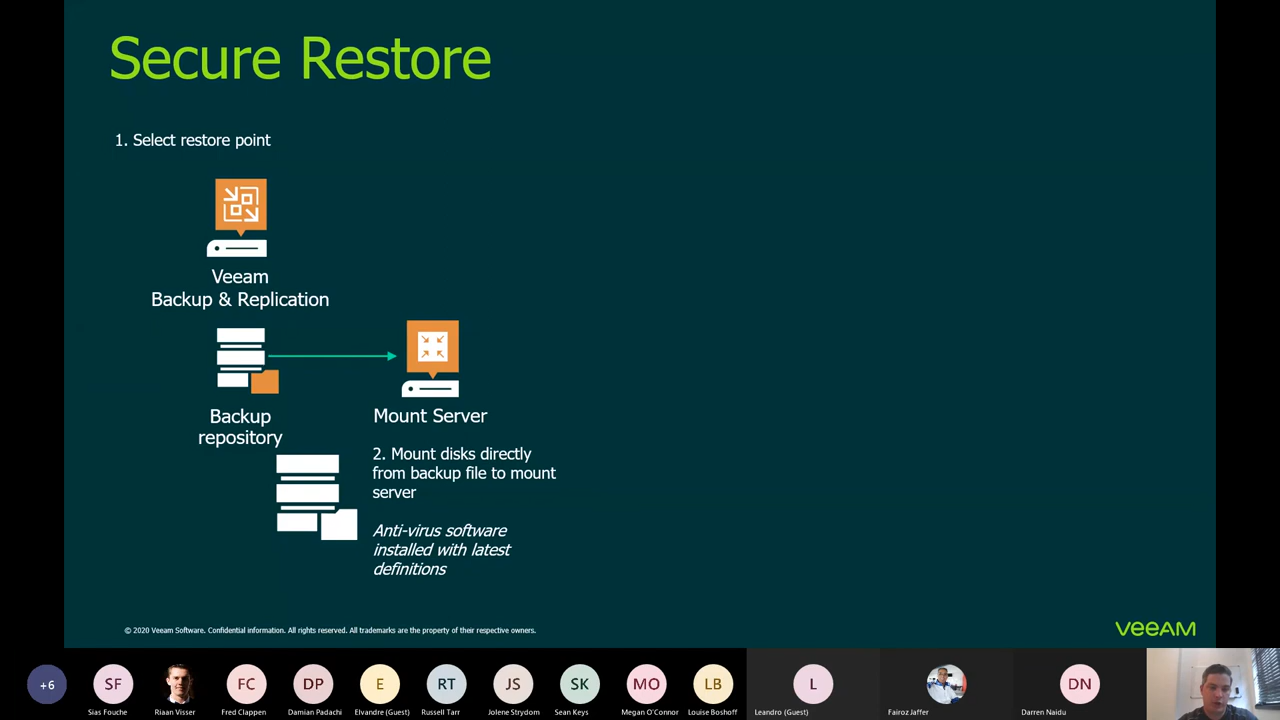 Secure Restore
1. Select restore point
Veeam
Backup & Replication
Backup
repository
Mount Server
2. Mount disks directly
from backup file to mount
server
Anti-virus software
installed with latest
definitions
© 2020 Veeam Software. Confidential information. All rights reserved. All trademarks are the property of their respective owners.
VEEAM
+6
SF
FC
DP
E
RT
JS
SK
MO
LB
L
DN
Sias Fouche
Riaan Visser
Fred Clappen
Damian Padachi
Elvandre (Guest)
Russell Tarr
Jolene Strydom
Sean Keys
Megan O'Connor
Louise Boshoff
Leandro (Guest)
Fairoz Jaffer
Darren Naidu